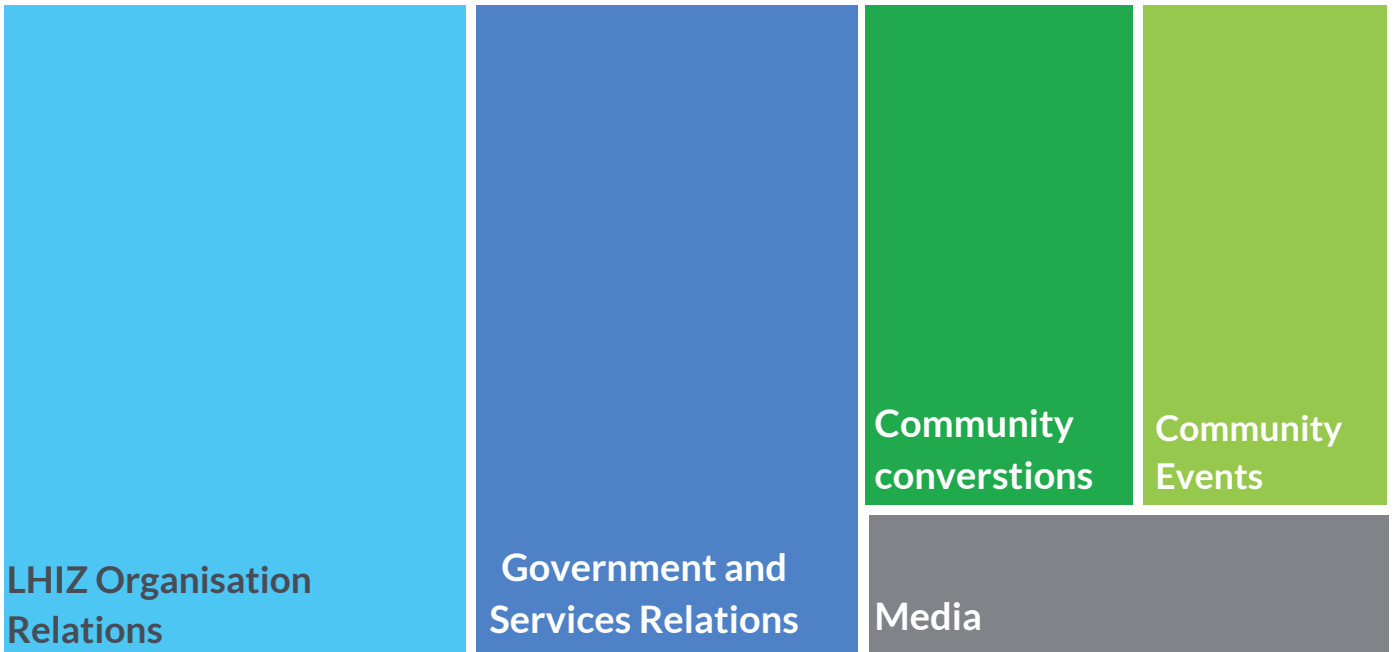 LHIZ Organisation
Relations
Government and
Services Relations
Community
converstions
Community
Events
Media